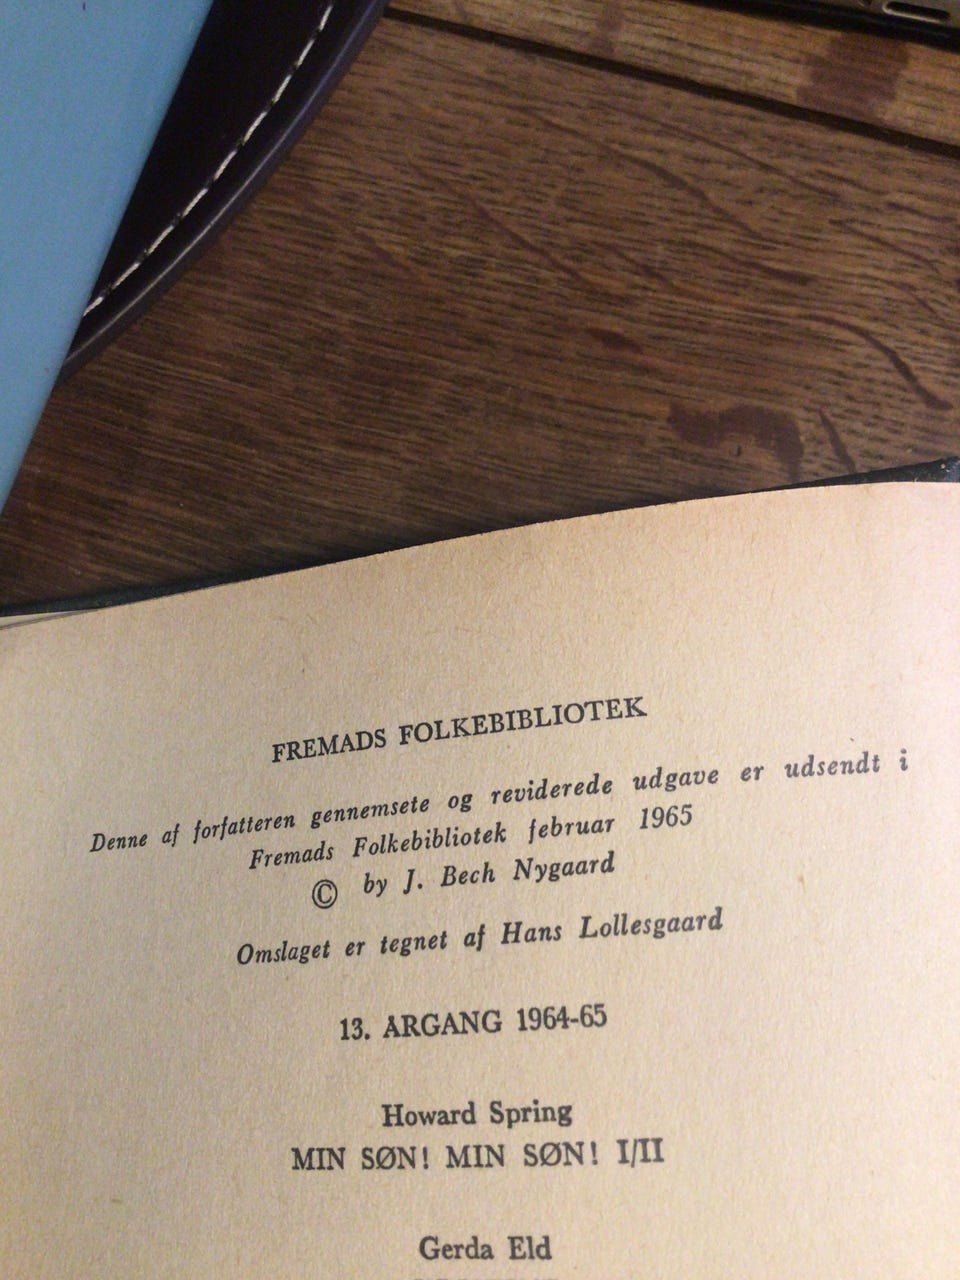 FREMADS FOLKEBIBLIOTEK
Denne af forfatteren gennemsete og reviderede udgave er udsendt i
Fremads Folkebibliotek februar 1965
© by J. Bech Nygaard
Omslaget er tegnet af Hans Lollesgaard
13. ARGANG 1964-65
Howard Spring
MIN SØN! MIN SØN! I/II
Gerda Eld